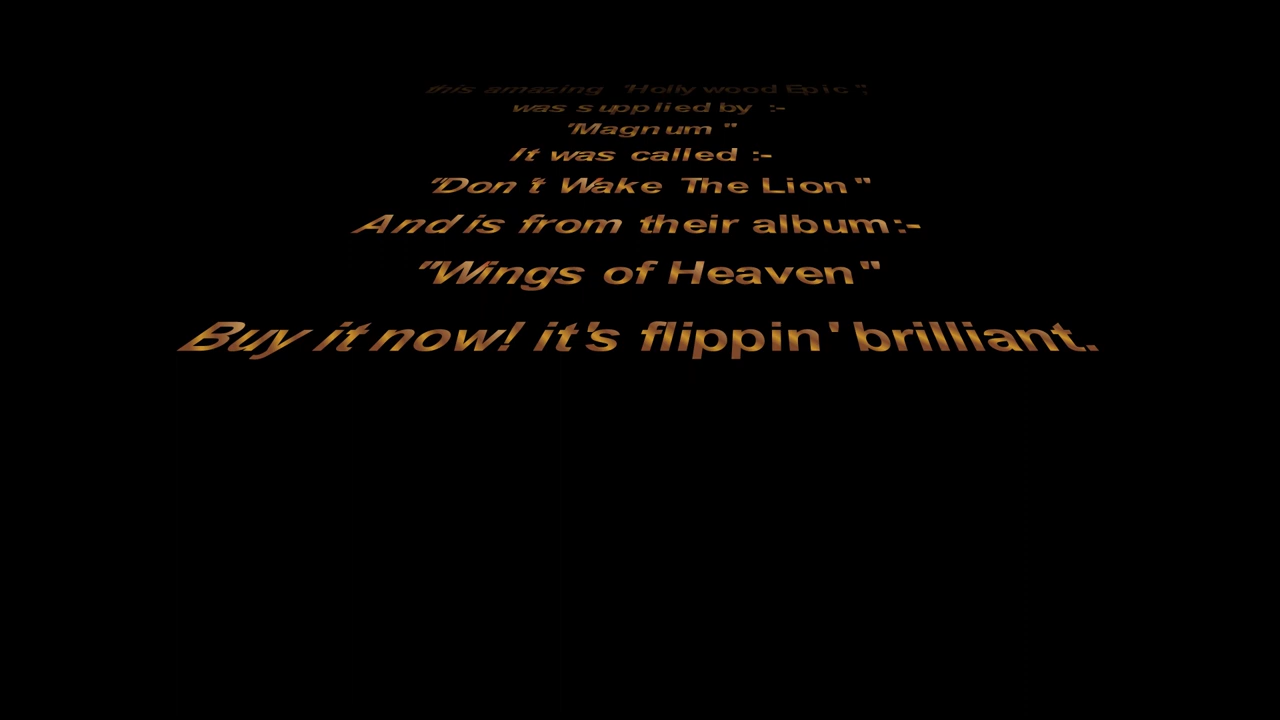 this amazing "Hollywood Epic",
was supplied by :-
"Magnum"
It was called :-
"Don't Wake The Lion"
And is from their album:-
"Wings of Heaven"
Buy it now! it's flippin' brilliant.